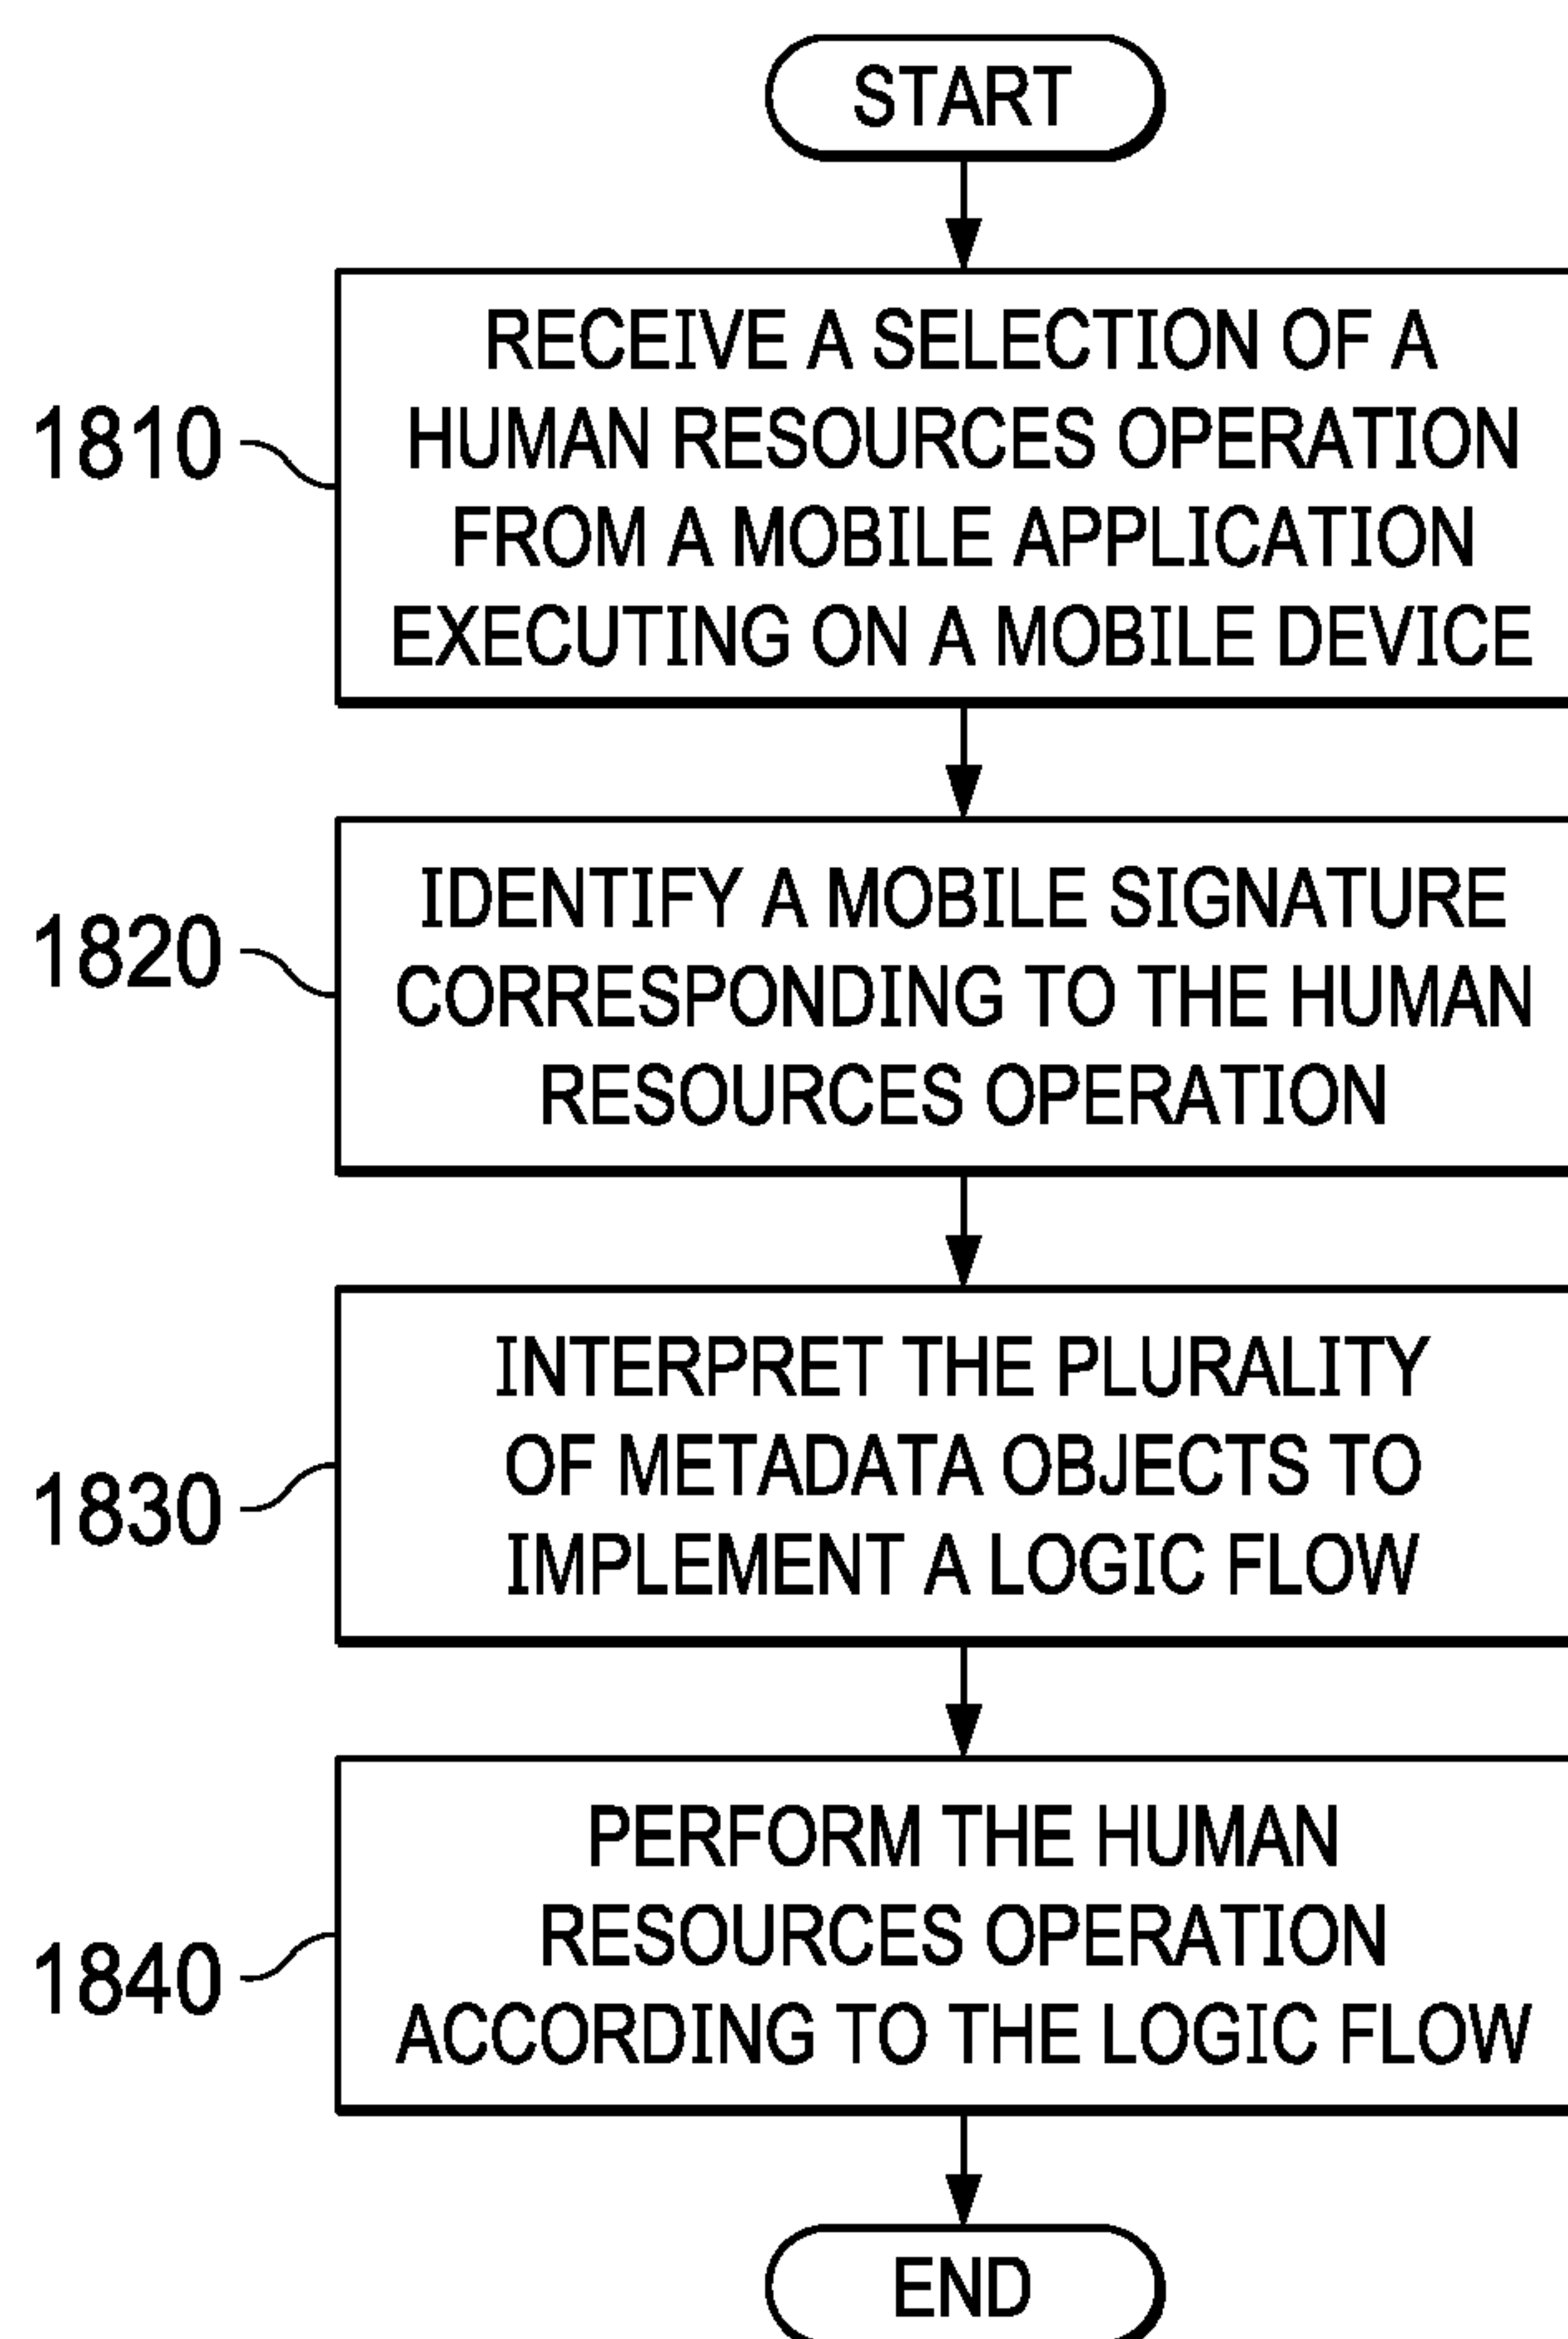 START
RECEIVE A SELECTION OF A
HUMAN RESOURCES OPERATION
FROM A MOBILE APPLICATION
EXECUTING ON A MOBILE DEVICE
1810
IDENTIFY A MOBILE SIGNATURE
CORRESPONDING TO THE HUMAN
RESOURCES OPERATION
1820
INTERPRET THE PLURALITY
OF METADATA OBJECTS TO
IMPLEMENT A LOGIC FLOW
1830
PERFORM THE HUMAN
RESOURCES OPERATION
ACCORDING TO THE LOGIC FLOW
1840
END